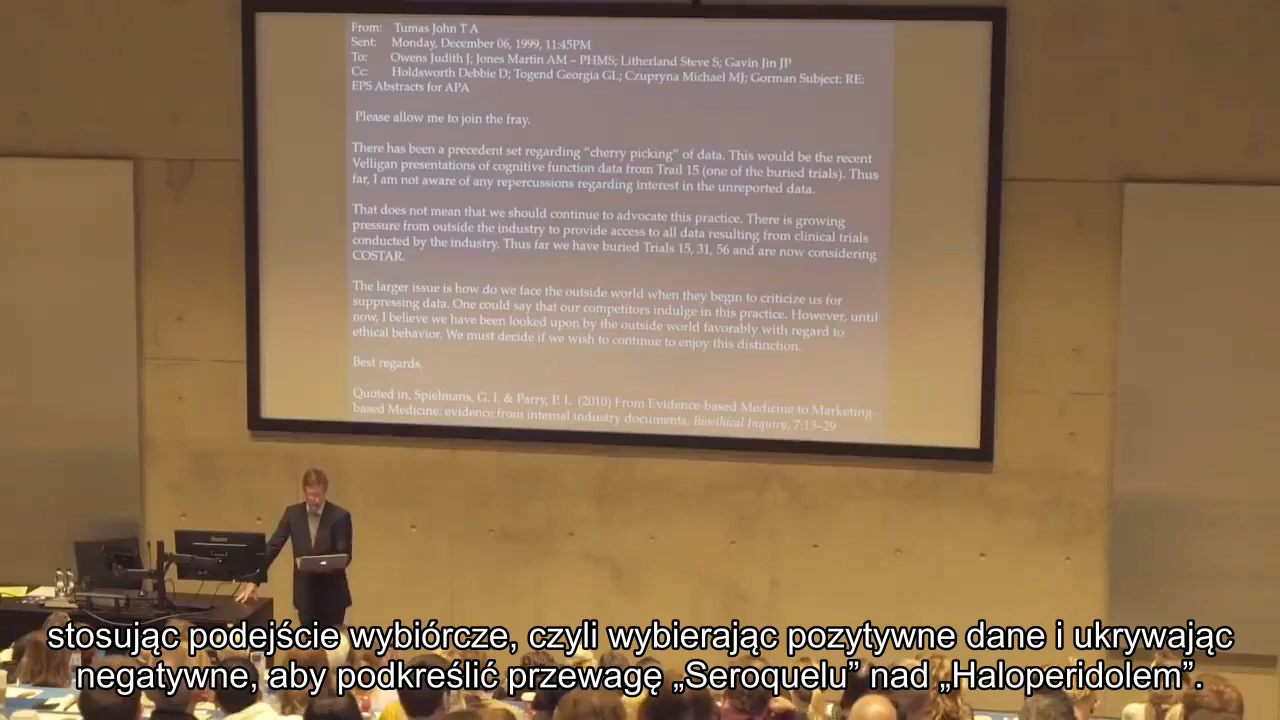 From: Tumas John T A
Sent: Monday, December 06, 1999, 11:45PM
To: Owens Judith J; Jones Martin AM – PHMS; Litherland Steve S; Gavin Jin JP
Cc: Holdsworth Debbie D; Togend Georgia GL; Czupryna Michael MJ; Gorman Subject: RE:
EPS Abstracts for APA
Please allow me to join the fray.
There has been a precedent set regarding “cherry picking” of data. This would be the recent
Velligan presentations of cognitive function data from Trail 15 (one of the buried trials). Thus
far, I am not aware of any repercussions regarding interest in the unreported data.
That does not mean that we should continue to advocate this practice. There is growing
pressure from outside the industry to provide access to all data resulting from clinical trials
conducted by the industry. Thus far we have buried Trials 15, 31, 56 and are now considering
COSTAR.
The larger issue is how do we face the outside world when they begin to criticize us for
suppressing data. One could say that our competitors indulge in this practice. However, until
now, I believe we have been looked upon by the outside world favorably with regard to
ethical behavior. We must decide if we wish to continue to enjoy this distinction.
Best regards,
Quoted in, Spielmans, G. I. & Parry, P. I. (2010) From Evidence-based Medicine to Marketing-
based Medicine: evidence from internal industry documents, Bioethical Inquiry, 7:13–29
stosując podejście wybiórcze, czyli wybierając pozytywne dane i ukrywając
negatywne, aby podkreślić przewagę „Seroquelu” nad „Haloperidolem”.